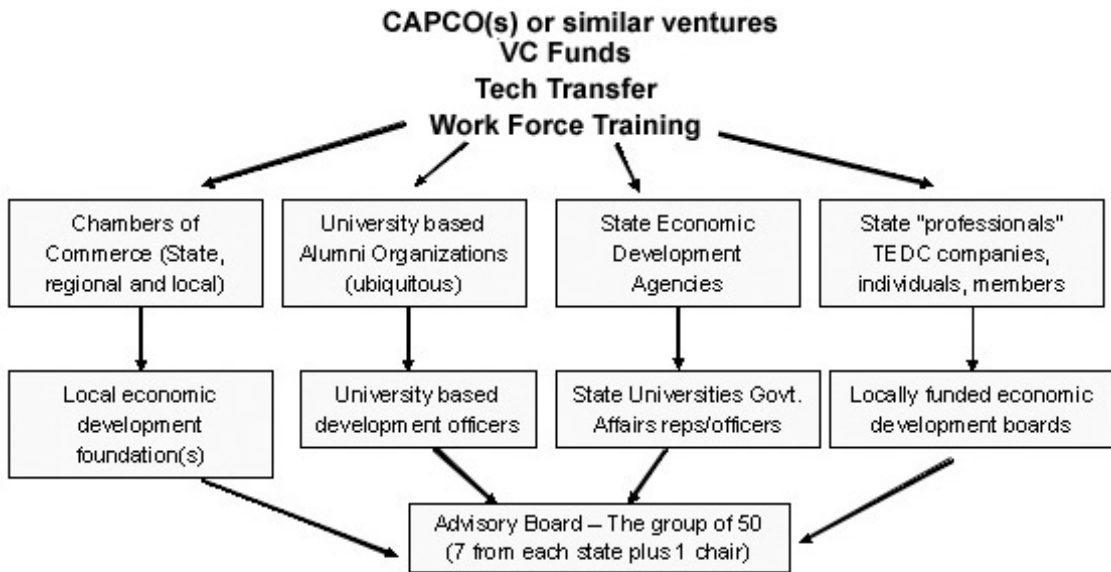 CAPCO(s) or similar ventures
VC Funds
Tech Transfer
Work Force Training
Chambers of
Commerce (State,
regional and local)
University based
Alumni Organizations
(ubiquitous)
State Economic
Development
Agencies
State "professionals"
TEDC companies,
individuals, members
Local economic
development
foundation(s)
University based
development officers
State Universities Govt.
Affairs reps/officers
Locally funded economic
development boards
Advisory Board – The group of 50
(7 from each state plus 1 chair)